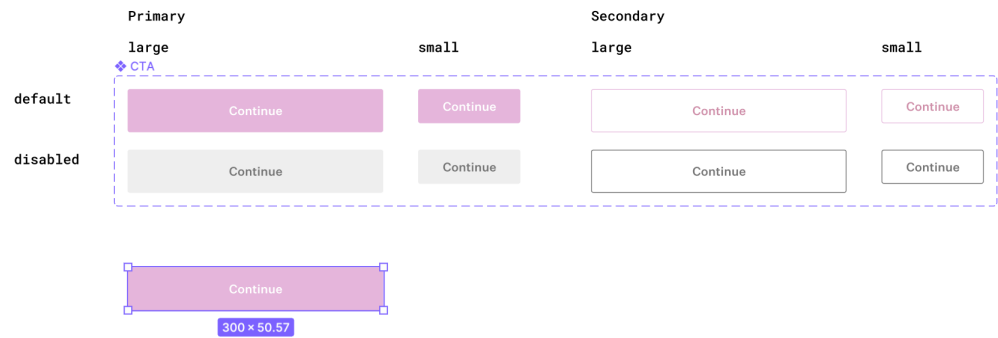 Primary Secondary
large small large small
CTA
default Continue Continue Continue Continue
disabled Continue Continue Continue Continue
Continue
300 × 50.57